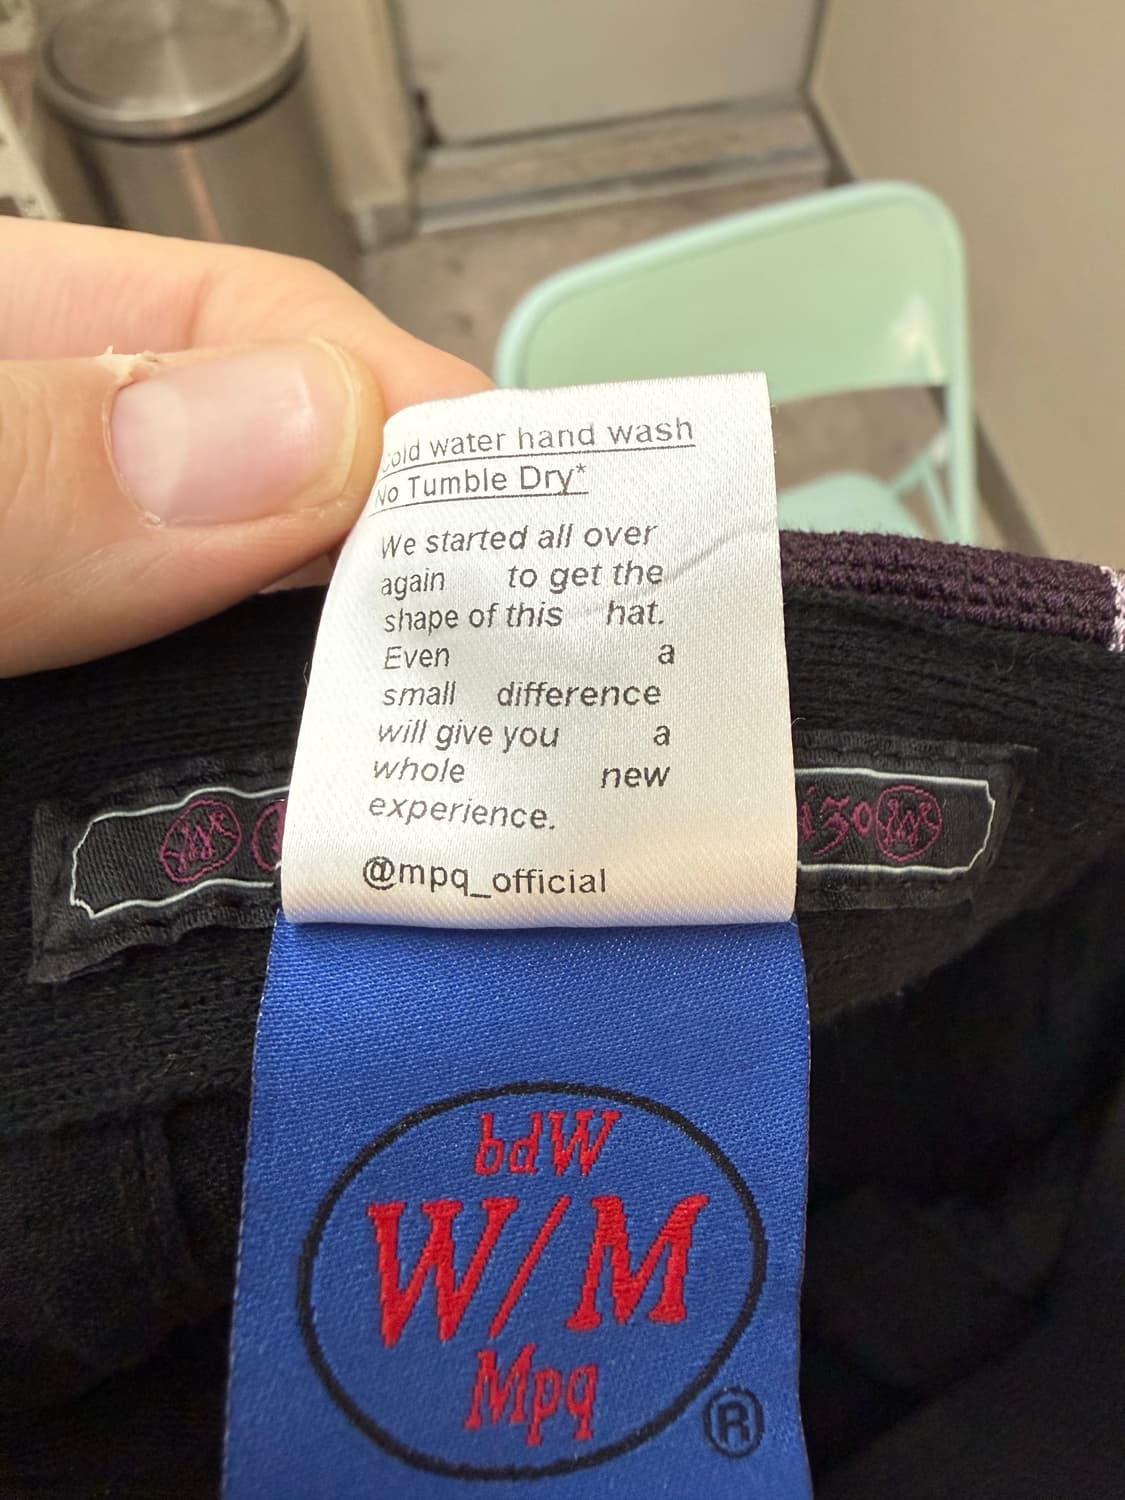 Cold water hand wash
No Tumble Dry*
We started all over
again to get the
shape of this hat.
Even a
small difference
will give you a
whole new
experience.
@mpq_official
bdW
W/M
Mpq
®